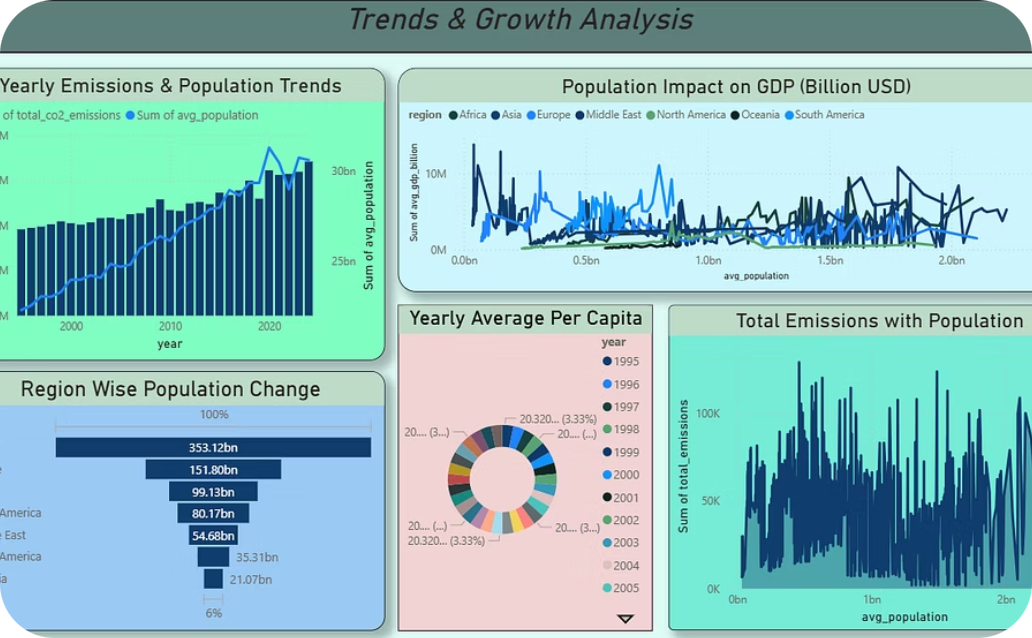 Trends & Growth Analysis
Yearly Emissions & Population Trends
of total_co2_emissions Sum of avg_population
M
M
M
M
M
30bn
25bn
Sum of avg_population
2000 2010 2020
year
Population Impact on GDP (Billion USD)
region Africa Asia Europe Middle East North America Oceania South America
Sum of avg_gdp_billion
10M
0M
0.0bn 0.5bn 1.0bn 1.5bn 2.0bn
avg_population
Region Wise Population Change
100%
353.12bn
e 151.80bn
99.13bn
America 80.17bn
e East 54.68bn
America 35.31bn
ia 21.07bn
6%
Yearly Average Per Capita
year
1995
1996
1997
1998
1999
2000
2001
2002
2003
2004
2005
20.320... (3.33%)
20.... (3...)
20.... (...)
20.... (...)
20.... (3...)
20.320... (3.33%)
Total Emissions with Population
Sum of total_emissions
100K
50K
0K
0bn 1bn 2bn
avg_population